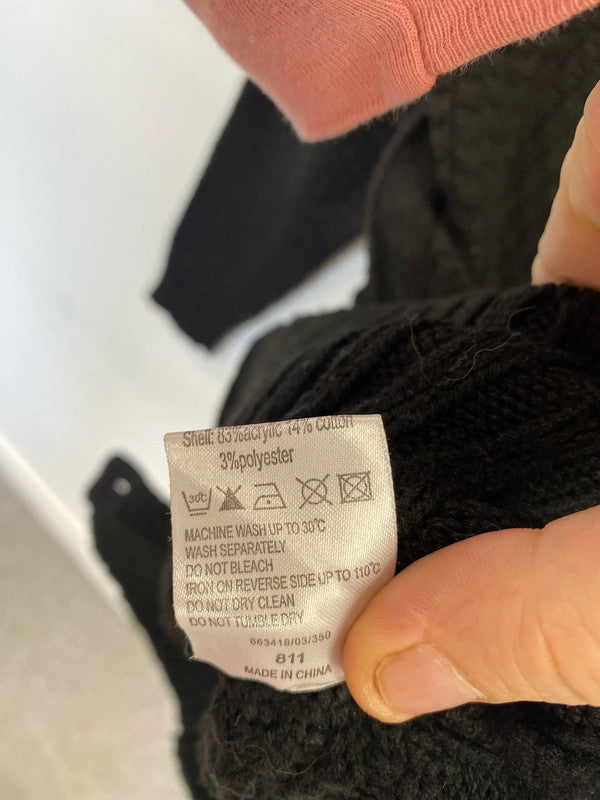 Shell: 83%acrylic 14% cotton
3%polyester
30°C
MACHINE WASH UP TO 30°C
WASH SEPARATELY
DO NOT BLEACH
IRON ON REVERSE SIDE UP TO 110°C
DO NOT DRY CLEAN
DO NOT TUMBLE DRY
663418/03/350
811
MADE IN CHINA